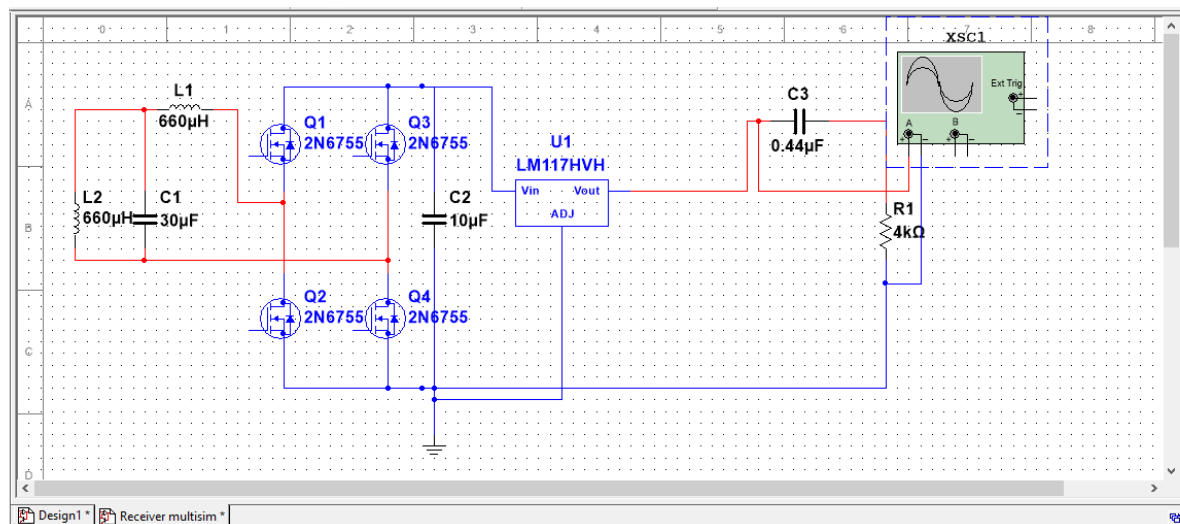 0 1 2 3 4 5 6 7 8
XSC1
Ext Trig
+
-
A B
+ - + -
A
B
C
D
L1
660µH
L2
660µH
C1
30µF
Q1
2N6755
Q3
2N6755
Q2
2N6755
Q4
2N6755
C2
10µF
U1
LM117HVH
Vin Vout
ADJ
C3
0.44µF
R1
4kΩ
Design1 * Receiver multisim *